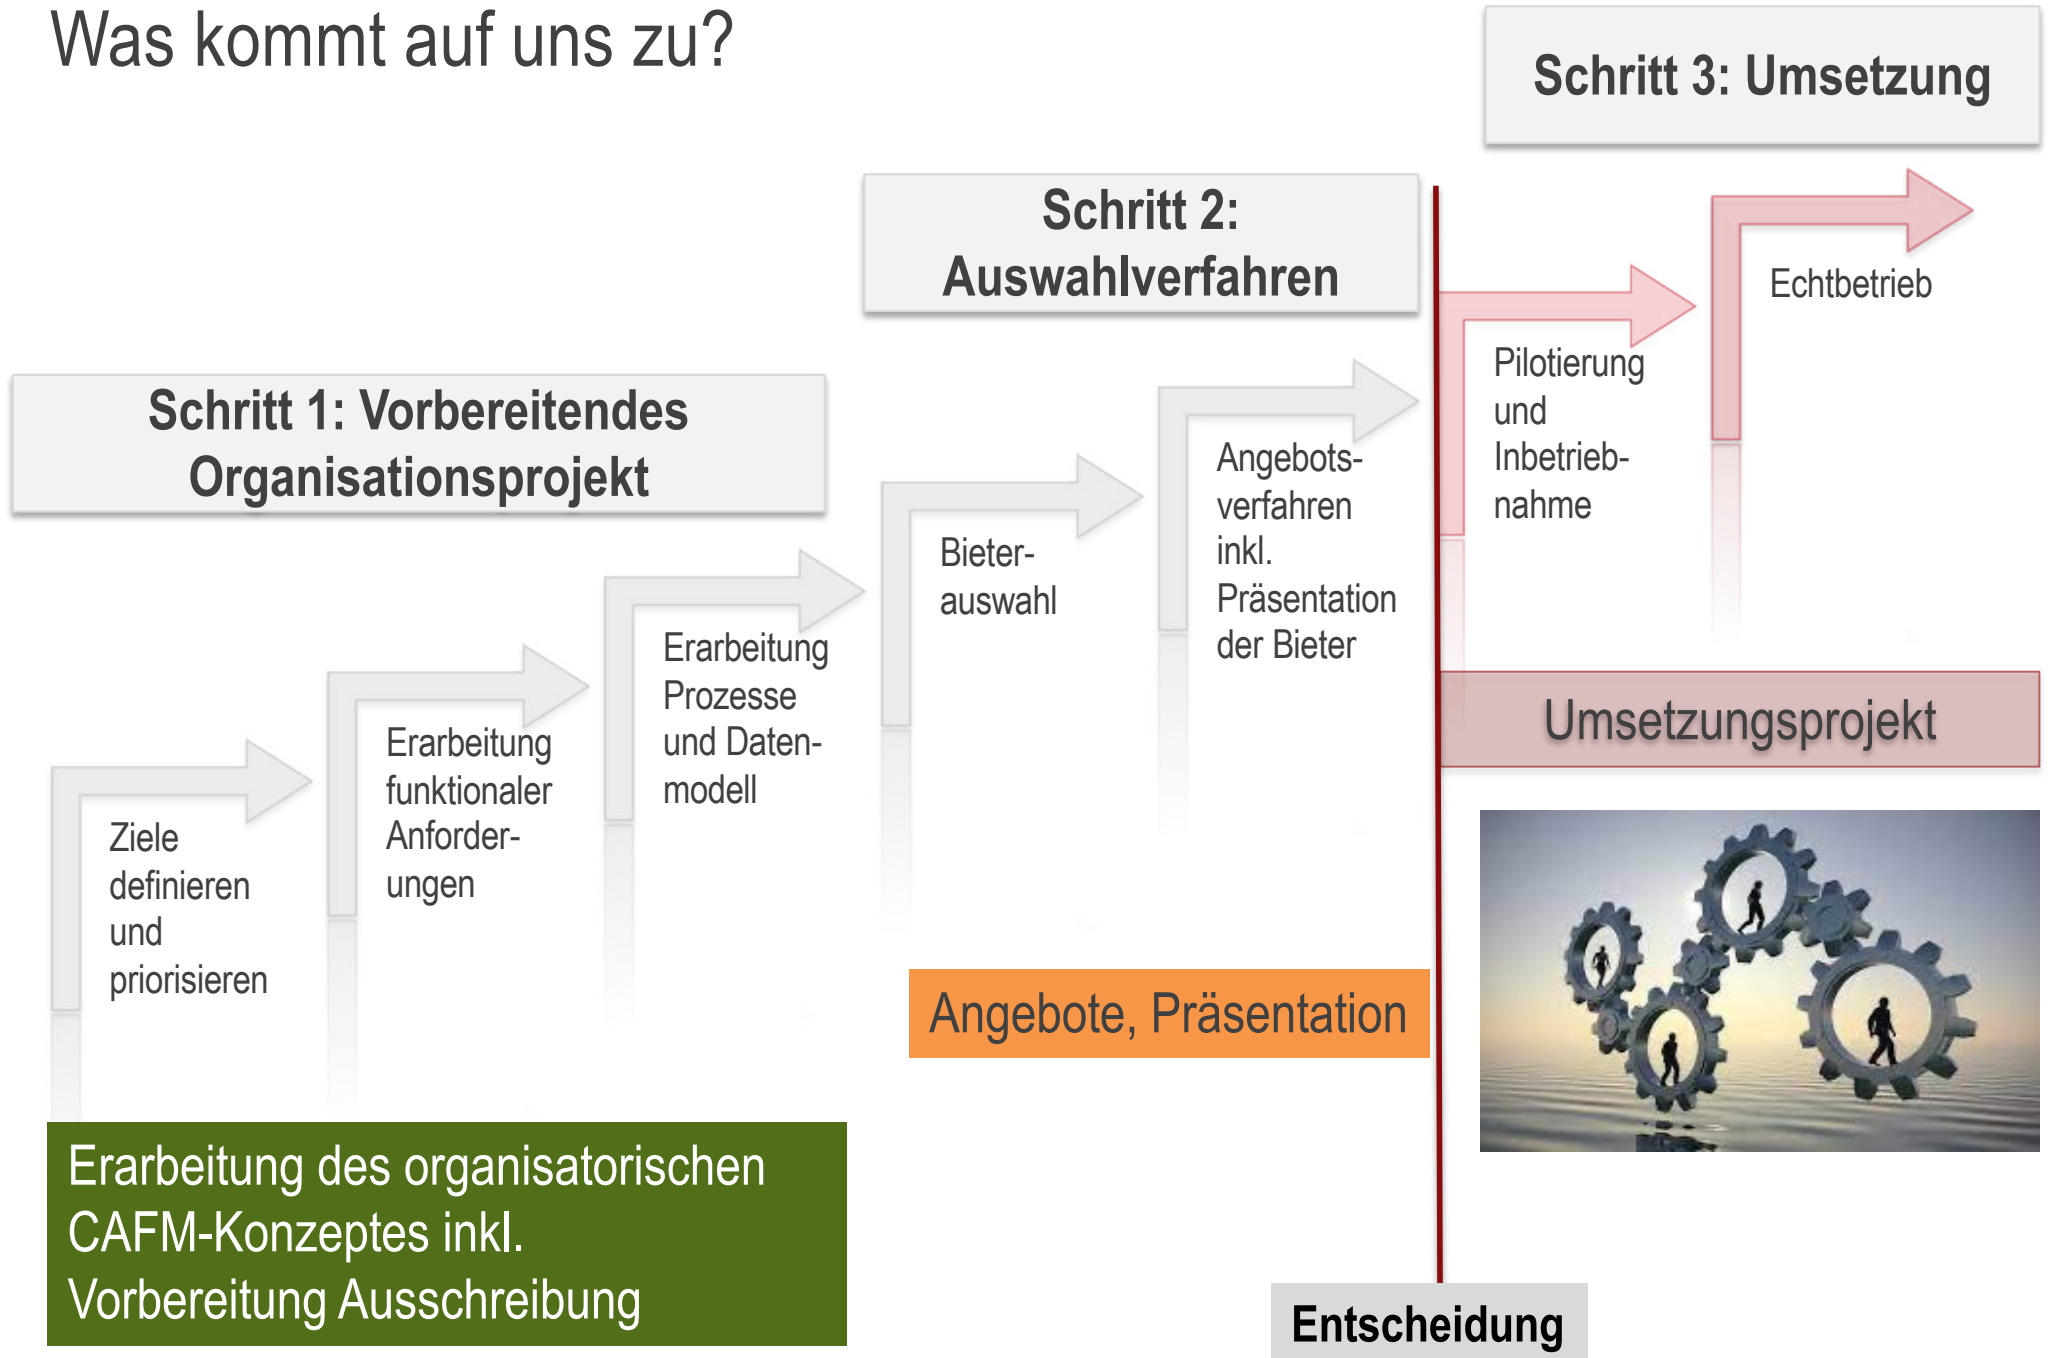 Was kommt auf uns zu?
Schritt 1: Vorbereitendes
Organisationsprojekt
Schritt 2:
Auswahlverfahren
Schritt 3: Umsetzung
Ziele
definieren
und
priorisieren
Erarbeitung
funktionaler
Anforder-
ungen
Erarbeitung
Prozesse
und Daten-
modell
Bieter-
auswahl
Angebots-
verfahren
inkl.
Präsentation
der Bieter
Pilotierung
und
Inbetrieb-
nahme
Echtbetrieb
Umsetzungsprojekt
Angebote, Präsentation
Erarbeitung des organisatorischen
CAFM-Konzeptes inkl.
Vorbereitung Ausschreibung
Entscheidung